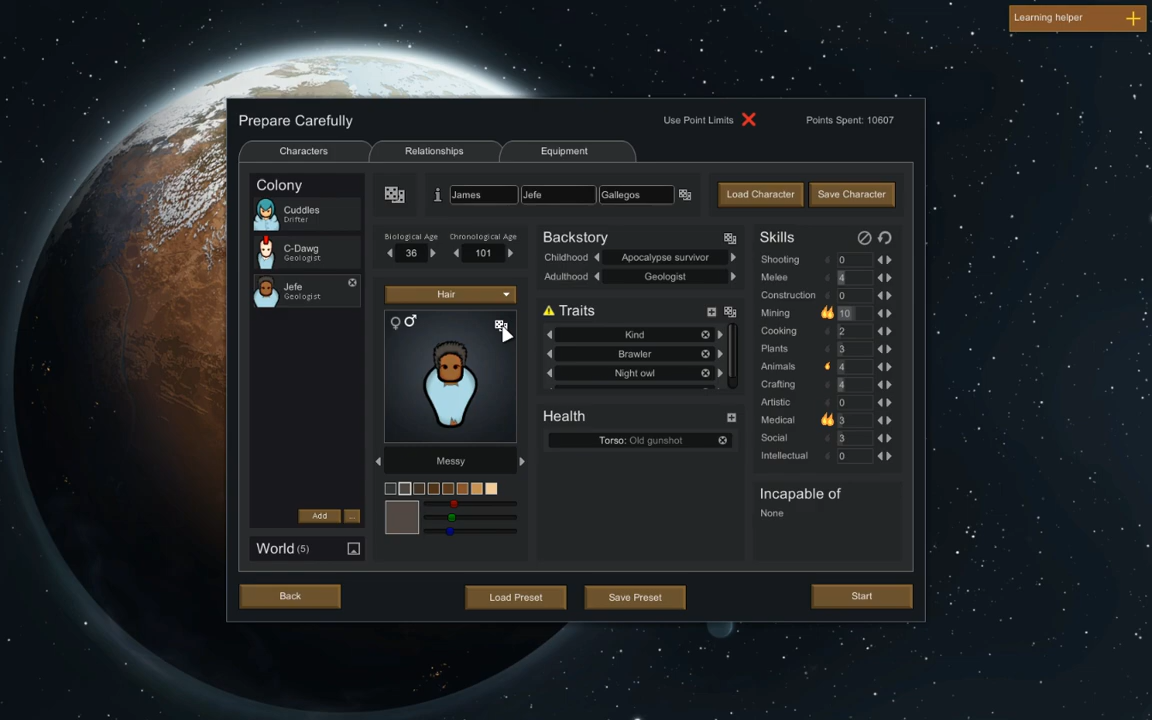 Learning helper
Prepare Carefully
Use Point Limits
Points Spent: 10607
Characters
Relationships
Equipment
Colony
Cuddles
Drifter
C-Dawg
Geologist
Jefe
Geologist
Add
...
World (5)
James
Jefe
Gallegos
Load Character
Save Character
Biological Age
Chronological Age
36
101
Hair
Messy
Backstory
Childhood
Apocalypse survivor
Adulthood
Geologist
Traits
Kind
Brawler
Night owl
Health
Torso: Old gunshot
Skills
Shooting 0
Melee 4
Construction 0
Mining 10
Cooking 2
Plants 3
Animals 4
Crafting 4
Artistic 0
Medical 3
Social 3
Intellectual 0
Incapable of
None
Back
Load Preset
Save Preset
Start